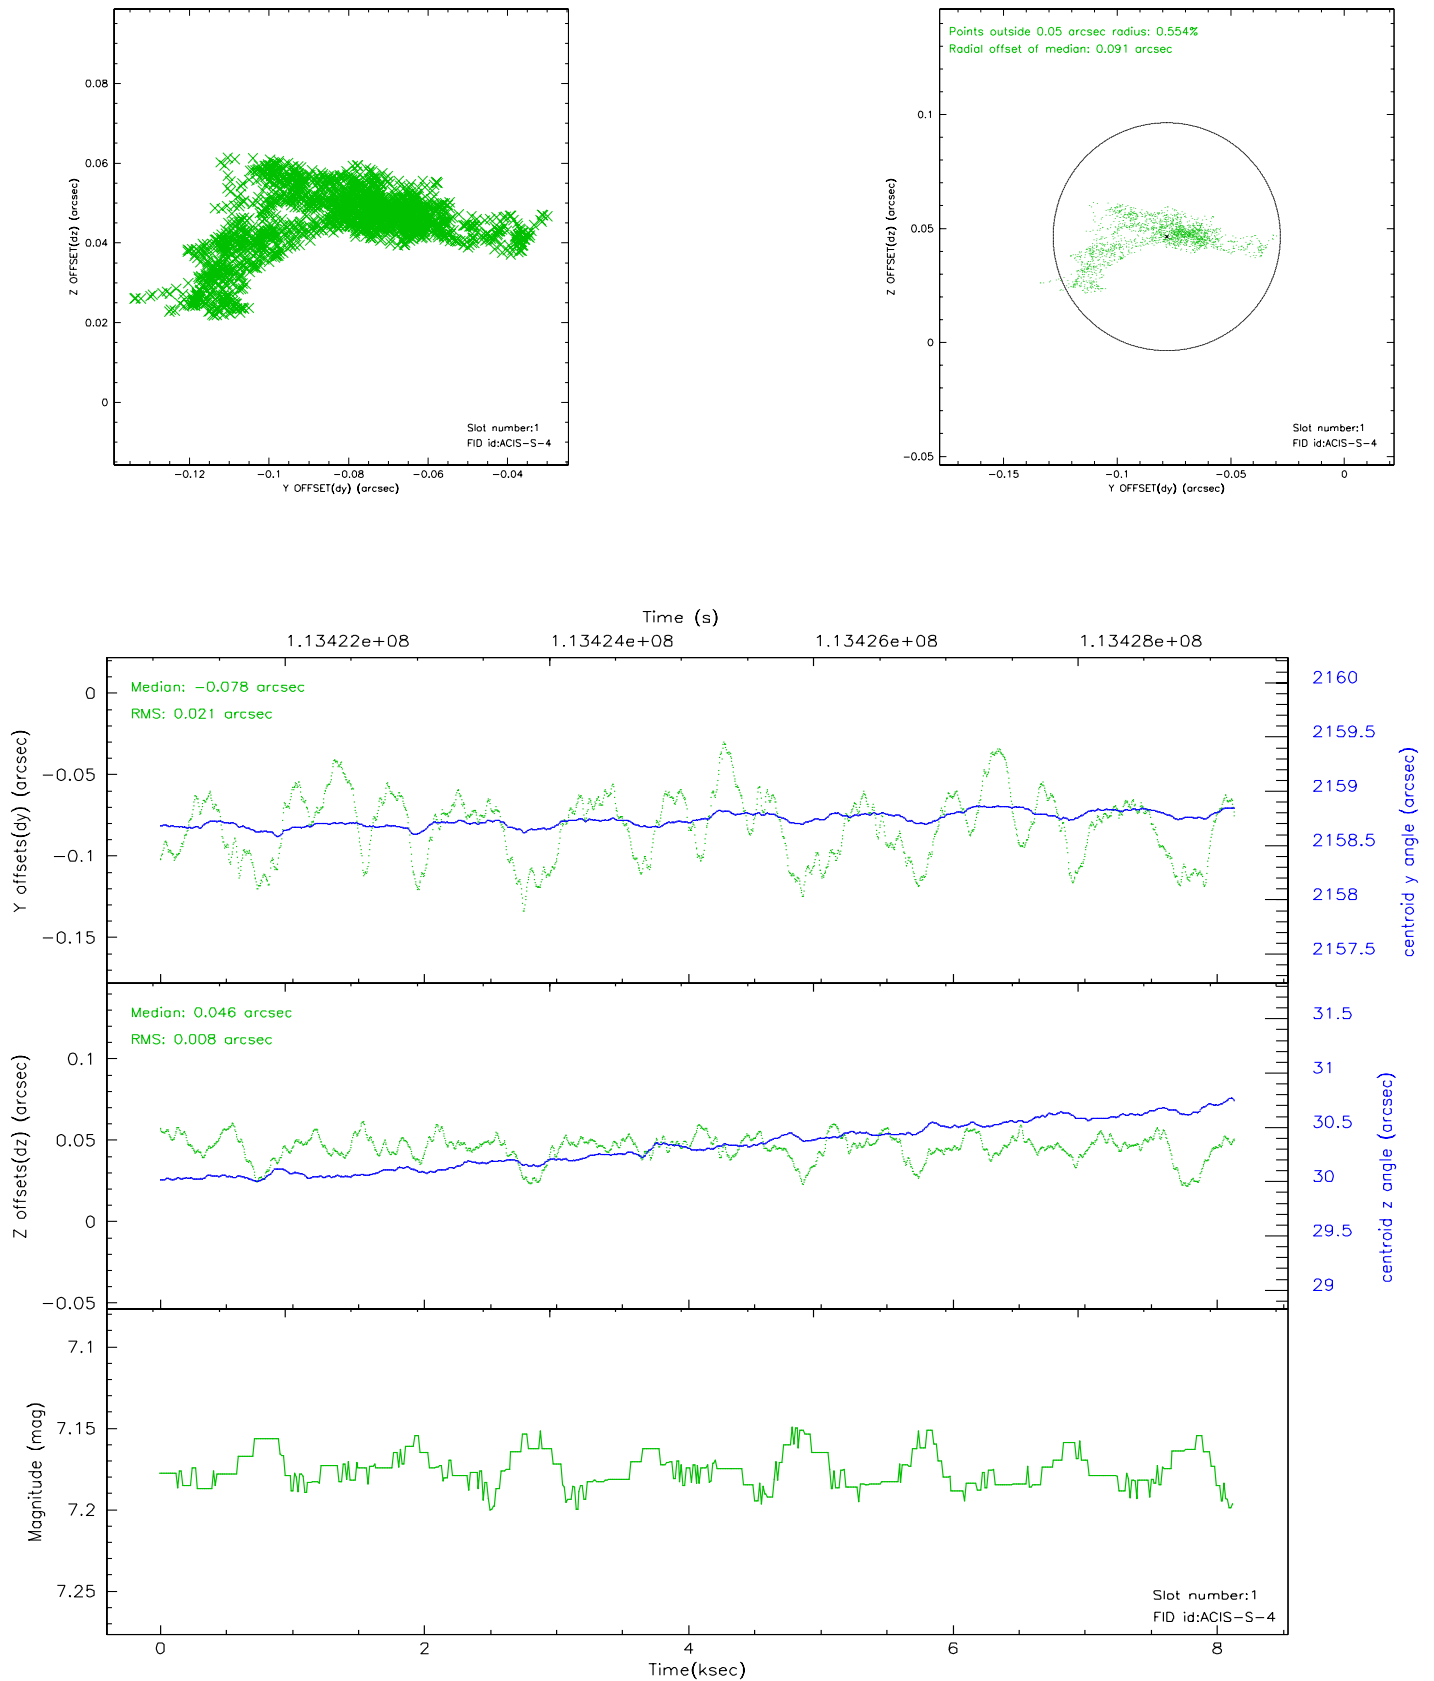 0.08
0.06
0.04
0.02
0
Z OFFSET(dz) (arcsec)
Slot number:1
FID id:ACIS-S-4
-0.12 -0.1 -0.08 -0.06 -0.04
Y OFFSET(dy) (arcsec)
Points outside 0.05 arcsec radius: 0.554%
Radial offset of median: 0.091 arcsec
0.1
0.05
0
-0.05
Z OFFSET(dz) (arcsec)
Slot number:1
FID id:ACIS-S-4
-0.15 -0.1 -0.05 0
Y OFFSET(dy) (arcsec)
Time (s)
1.13422e+08 1.13424e+08 1.13426e+08 1.13428e+08
Median: -0.078 arcsec
RMS: 0.021 arcsec
0
-0.05
-0.1
-0.15
Y offsets(dy) (arcsec)
2160
2159.5
2159
2158.5
2158
2157.5
centroid y angle (arcsec)
Median: 0.046 arcsec
RMS: 0.008 arcsec
0.1
0.05
0
-0.05
Z offsets(dz) (arcsec)
31.5
31
30.5
30
29.5
29
centroid z angle (arcsec)
7.1
7.15
7.2
7.25
Magnitude (mag)
Slot number:1
FID id:ACIS-S-4
0 2 4 6 8
Time(ksec)